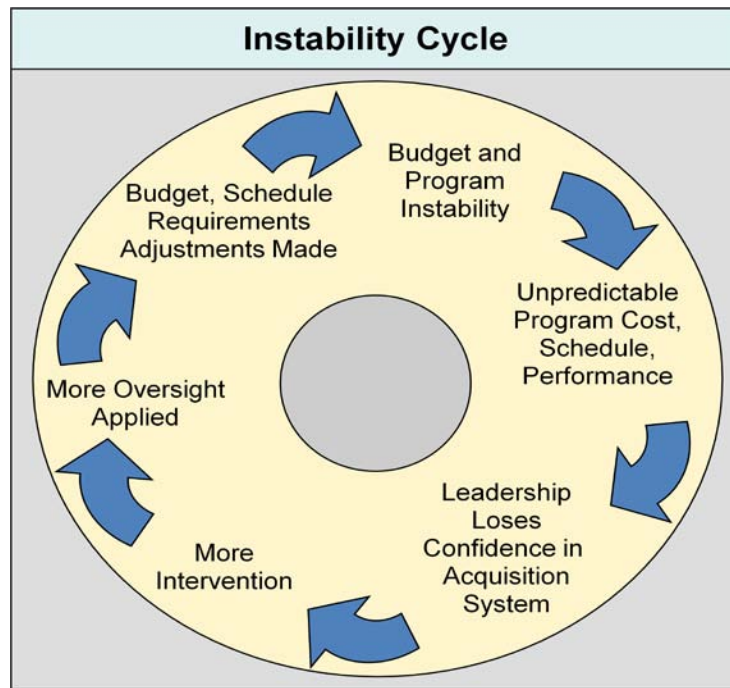 Instability Cycle
Budget and
Program
Instability
Unpredictable
Program Cost,
Schedule,
Performance
Leadership
Loses
Confidence in
Acquisition
System
More
Intervention
More Oversight
Applied
Budget, Schedule
Requirements
Adjustments Made